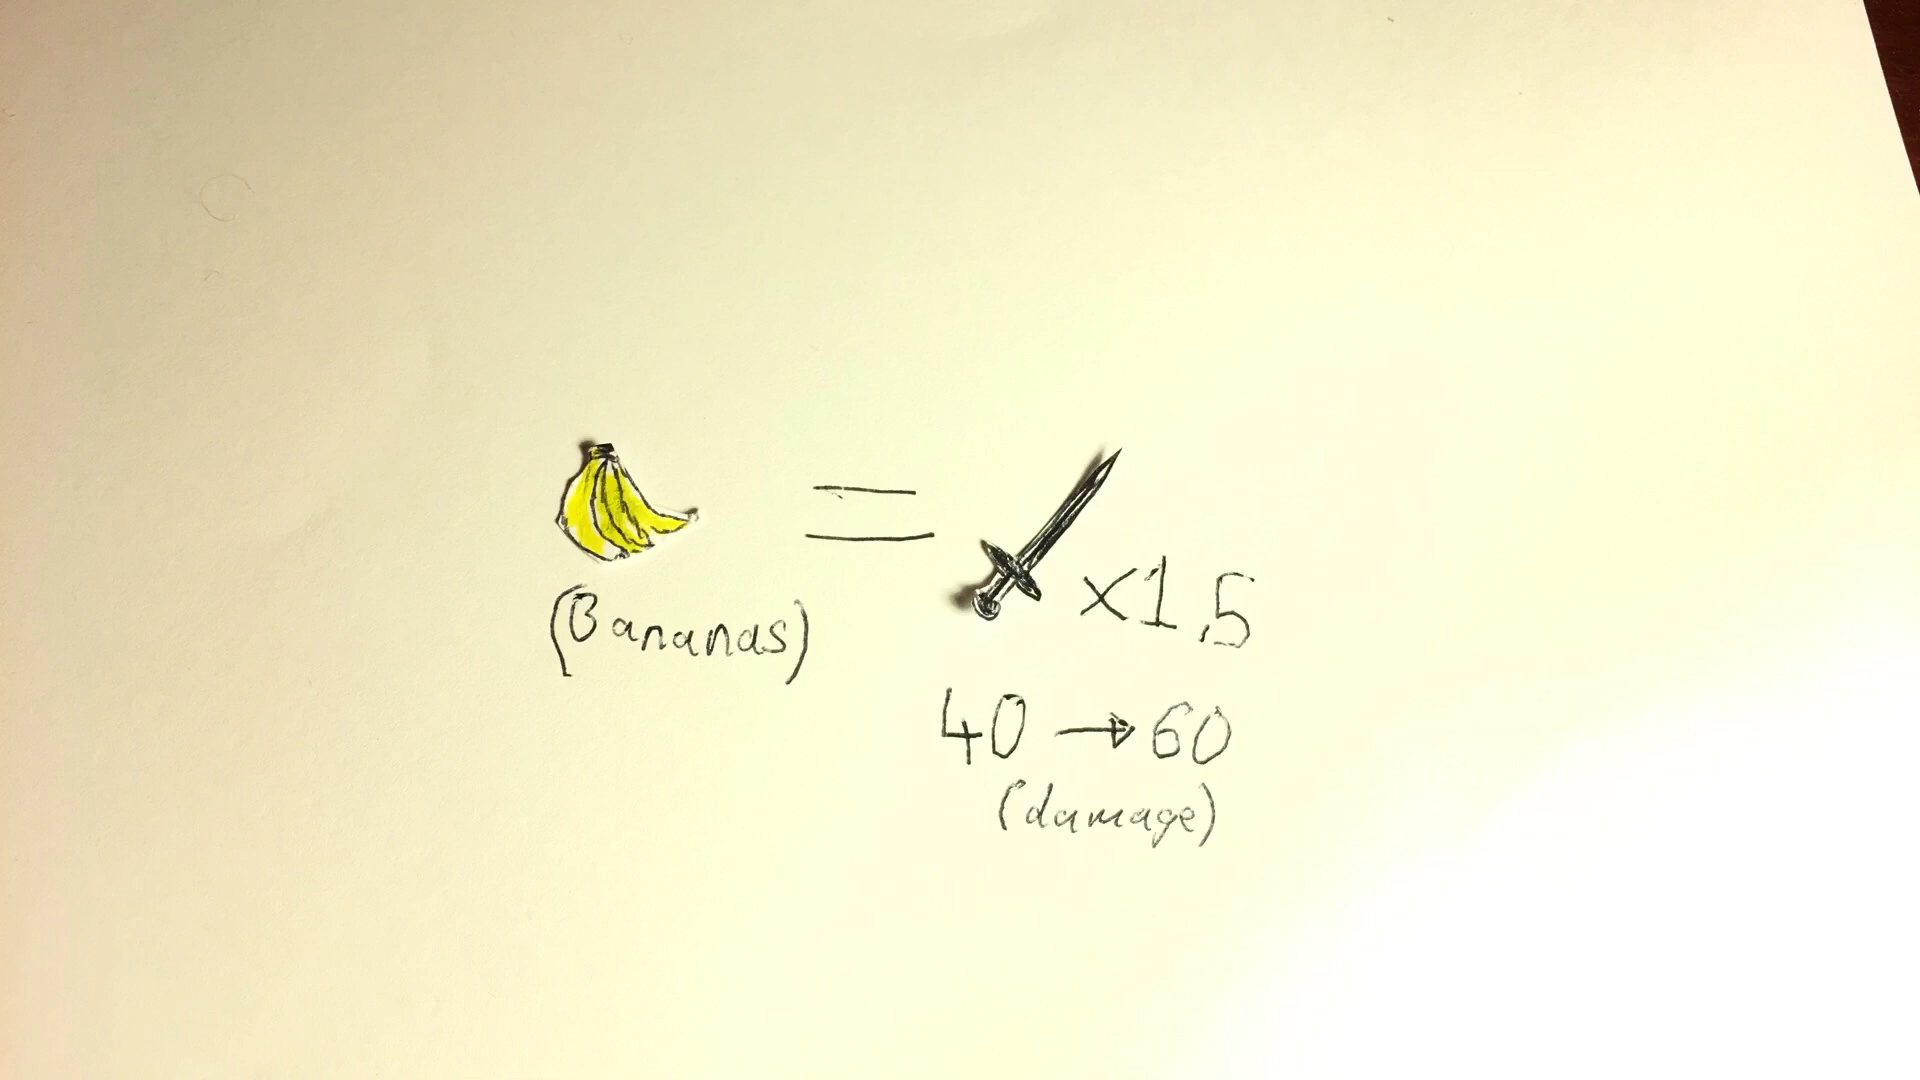 =
x1,5
(Bananas)
40 → 60
(damage)